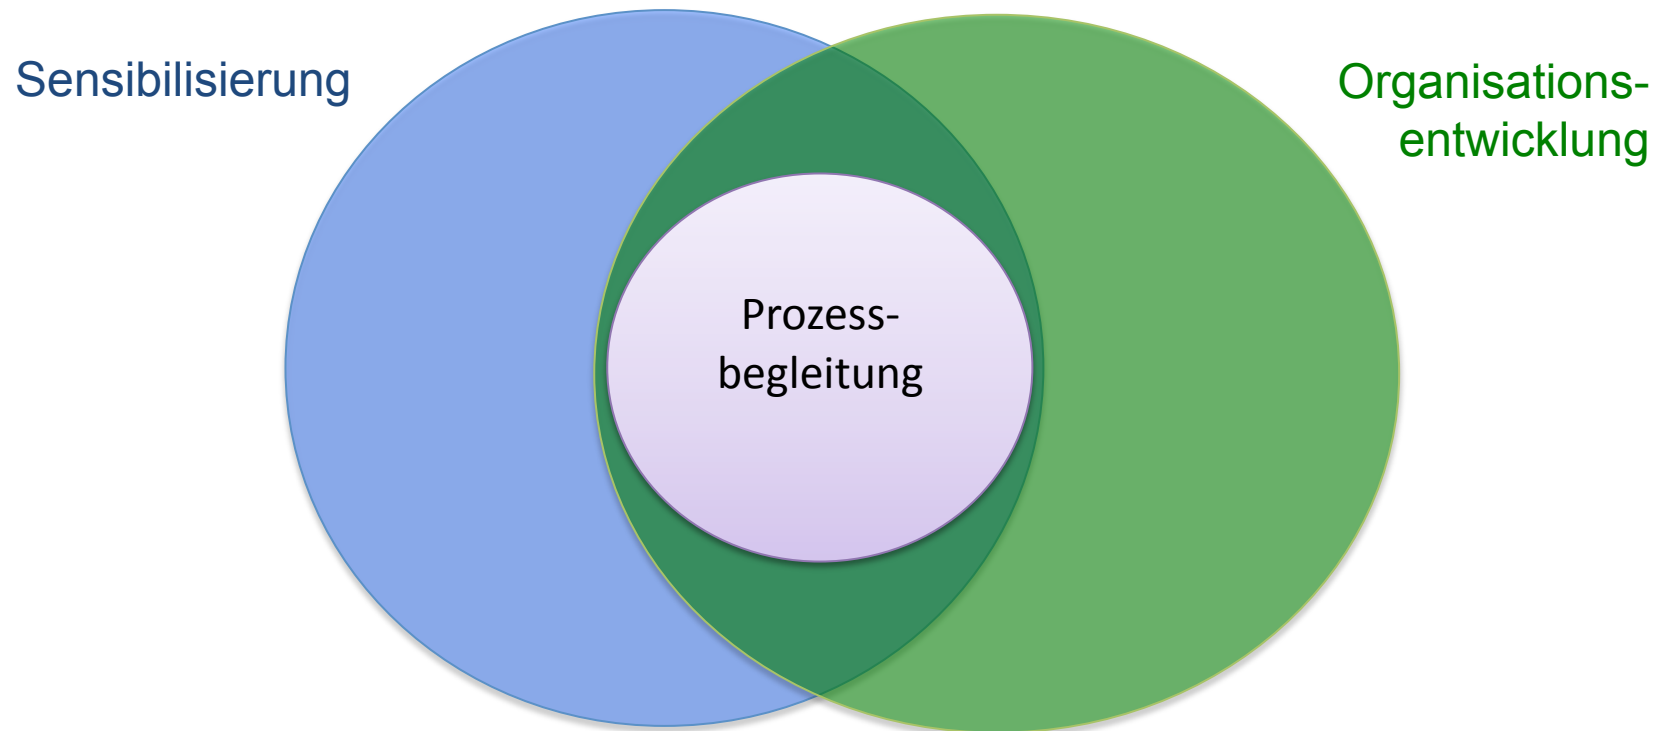 Sensibilisierung
Organisations-
entwicklung
Prozess-
begleitung